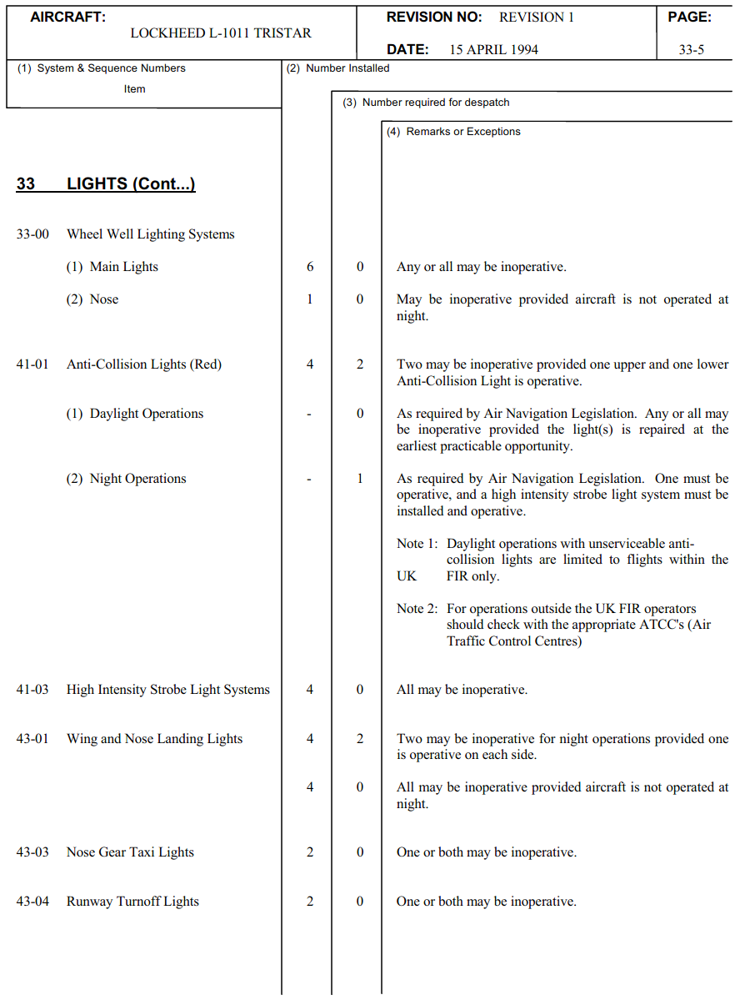 AIRCRAFT:
LOCKHEED L-1011 TRISTAR
REVISION NO: REVISION 1
DATE: 15 APRIL 1994
PAGE:
33-5
(1) System & Sequence Numbers
Item
(2) Number Installed
(3) Number required for despatch
(4) Remarks or Exceptions
33 LIGHTS (Cont...)
33-00 Wheel Well Lighting Systems
(1) Main Lights 6 0 Any or all may be inoperative.
(2) Nose 1 0 May be inoperative provided aircraft is not operated at
night.
41-01 Anti-Collision Lights (Red) 4 2 Two may be inoperative provided one upper and one lower
Anti-Collision Light is operative.
(1) Daylight Operations - 0 As required by Air Navigation Legislation. Any or all may
be inoperative provided the light(s) is repaired at the
earliest practicable opportunity.
(2) Night Operations - 1 As required by Air Navigation Legislation. One must be
operative, and a high intensity strobe light system must be
installed and operative.
Note 1: Daylight operations with unserviceable anti-
collision lights are limited to flights within the
UK FIR only.
Note 2: For operations outside the UK FIR operators
should check with the appropriate ATCC's (Air
Traffic Control Centres)
41-03 High Intensity Strobe Light Systems 4 0 All may be inoperative.
43-01 Wing and Nose Landing Lights 4 2 Two may be inoperative for night operations provided one
is operative on each side.
4 0 All may be inoperative provided aircraft is not operated at
night.
43-03 Nose Gear Taxi Lights 2 0 One or both may be inoperative.
43-04 Runway Turnoff Lights 2 0 One or both may be inoperative.